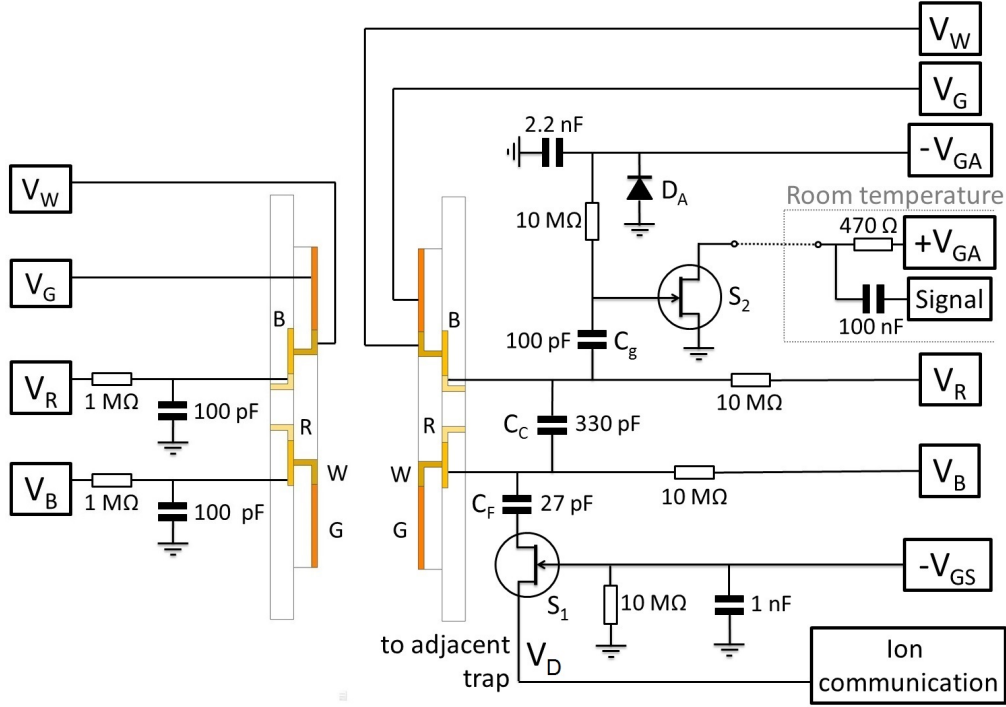 V_W
V_G
2.2 nF
-V_GA
D_A
Room temperature
V_W
10 MΩ
470 Ω
+V_GA
V_G
S_2
Signal
B
B
100 pF
C_g
100 nF
V_R
1 MΩ
100 pF
10 MΩ
V_R
R
R
C_C
330 pF
V_B
1 MΩ
100 pF
W
W
C_F
27 pF
10 MΩ
V_B
G
G
S_1
10 MΩ
1 nF
-V_GS
to adjacent
trap
V_D
Ion
communication